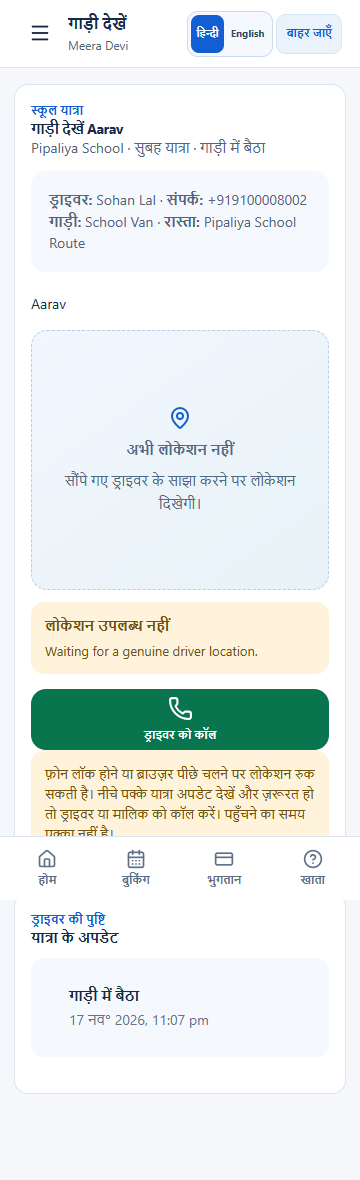 गाड़ी देखें
Meera Devi
हिन्दी
English
बाहर जाएँ
स्कूल यात्रा
गाड़ी देखें Aarav
Pipaliya School · सुबह यात्रा · गाड़ी में बैठा
ड्राइवर: Sohan Lal · संपर्क: +919100008002
गाड़ी: School Van · रास्ता: Pipaliya School
Route
Aarav
अभी लोकेशन नहीं
सौंपे गए ड्राइवर के साझा करने पर लोकेशन
दिखेगी।
लोकेशन उपलब्ध नहीं
Waiting for a genuine driver location.
ड्राइवर को कॉल
फ़ोन लॉक होने या ब्राउज़र पीछे चलने पर लोकेशन रुक
सकती है। नीचे पक्के यात्रा अपडेट देखें और ज़रूरत हो
तो ड्राइवर या मालिक को कॉल करें। पहुँचने का समय
पक्का नहीं है।
होम
बुकिंग
भुगतान
खाता
ड्राइवर की पुष्टि
यात्रा के अपडेट
गाड़ी में बैठा
17 नव° 2026, 11:07 pm